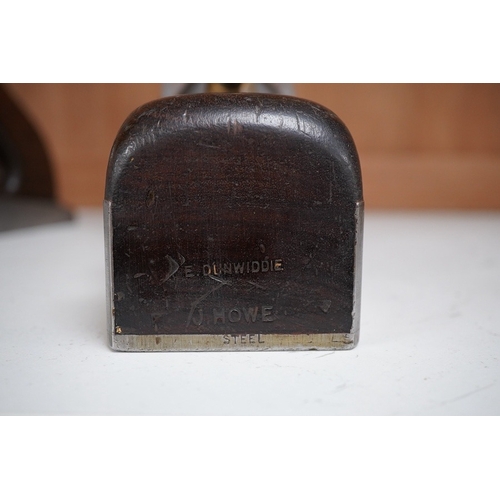 E. DUNWIDDIE
J. HOWE
STEEL